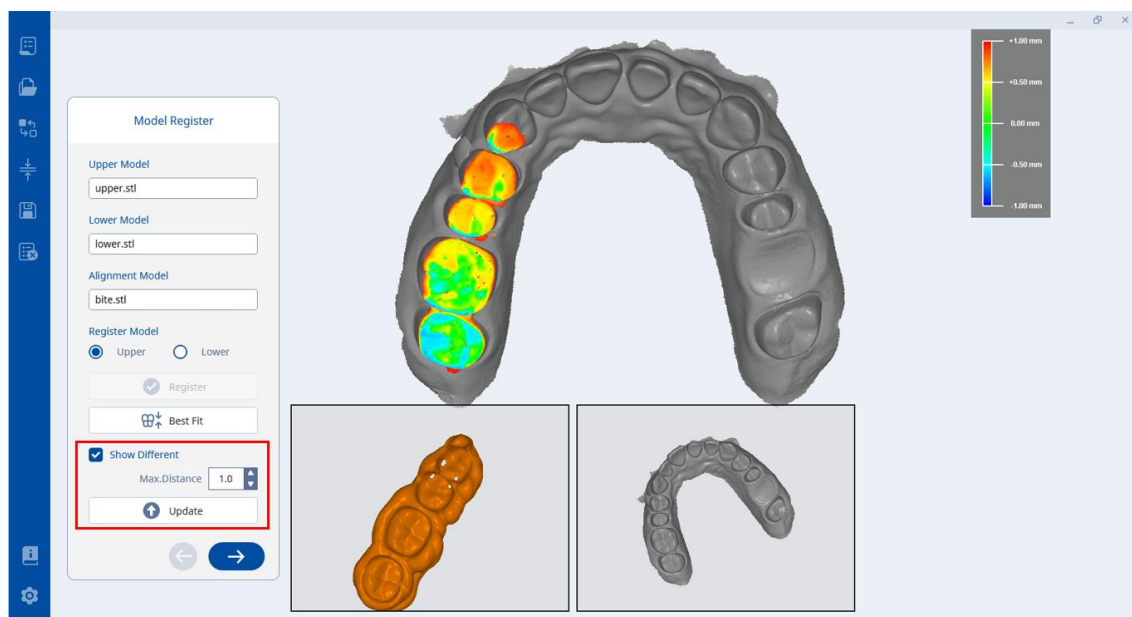 Model Register
Upper Model
upper.stl
Lower Model
lower.stl
Alignment Model
bite.stl
Register Model
Upper Lower
Register
Best Fit
Show Different
Max.Distance 1.0
Update
+1.00 mm
+0.50 mm
0.00 mm
-0.50 mm
-1.00 mm